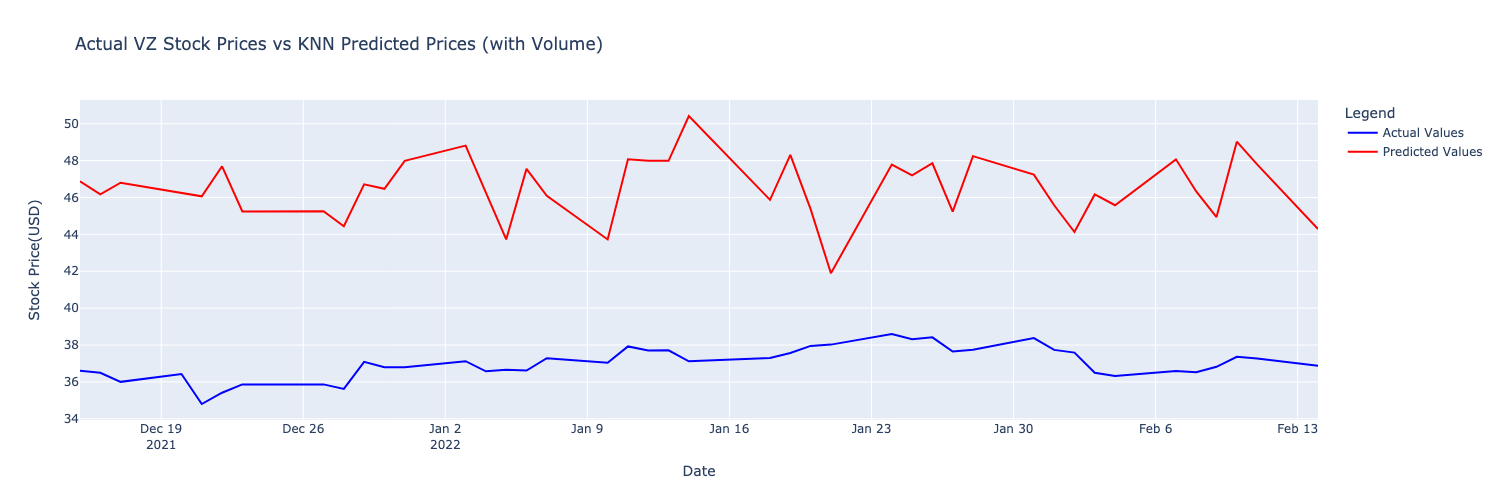 Actual VZ Stock Prices vs KNN Predicted Prices (with Volume)
Legend
Actual Values
Predicted Values
Stock Price(USD)
50
48
46
44
42
40
38
36
34
Dec 19
2021
Dec 26
Jan 2
2022
Jan 9
Jan 16
Jan 23
Jan 30
Feb 6
Feb 13
Date